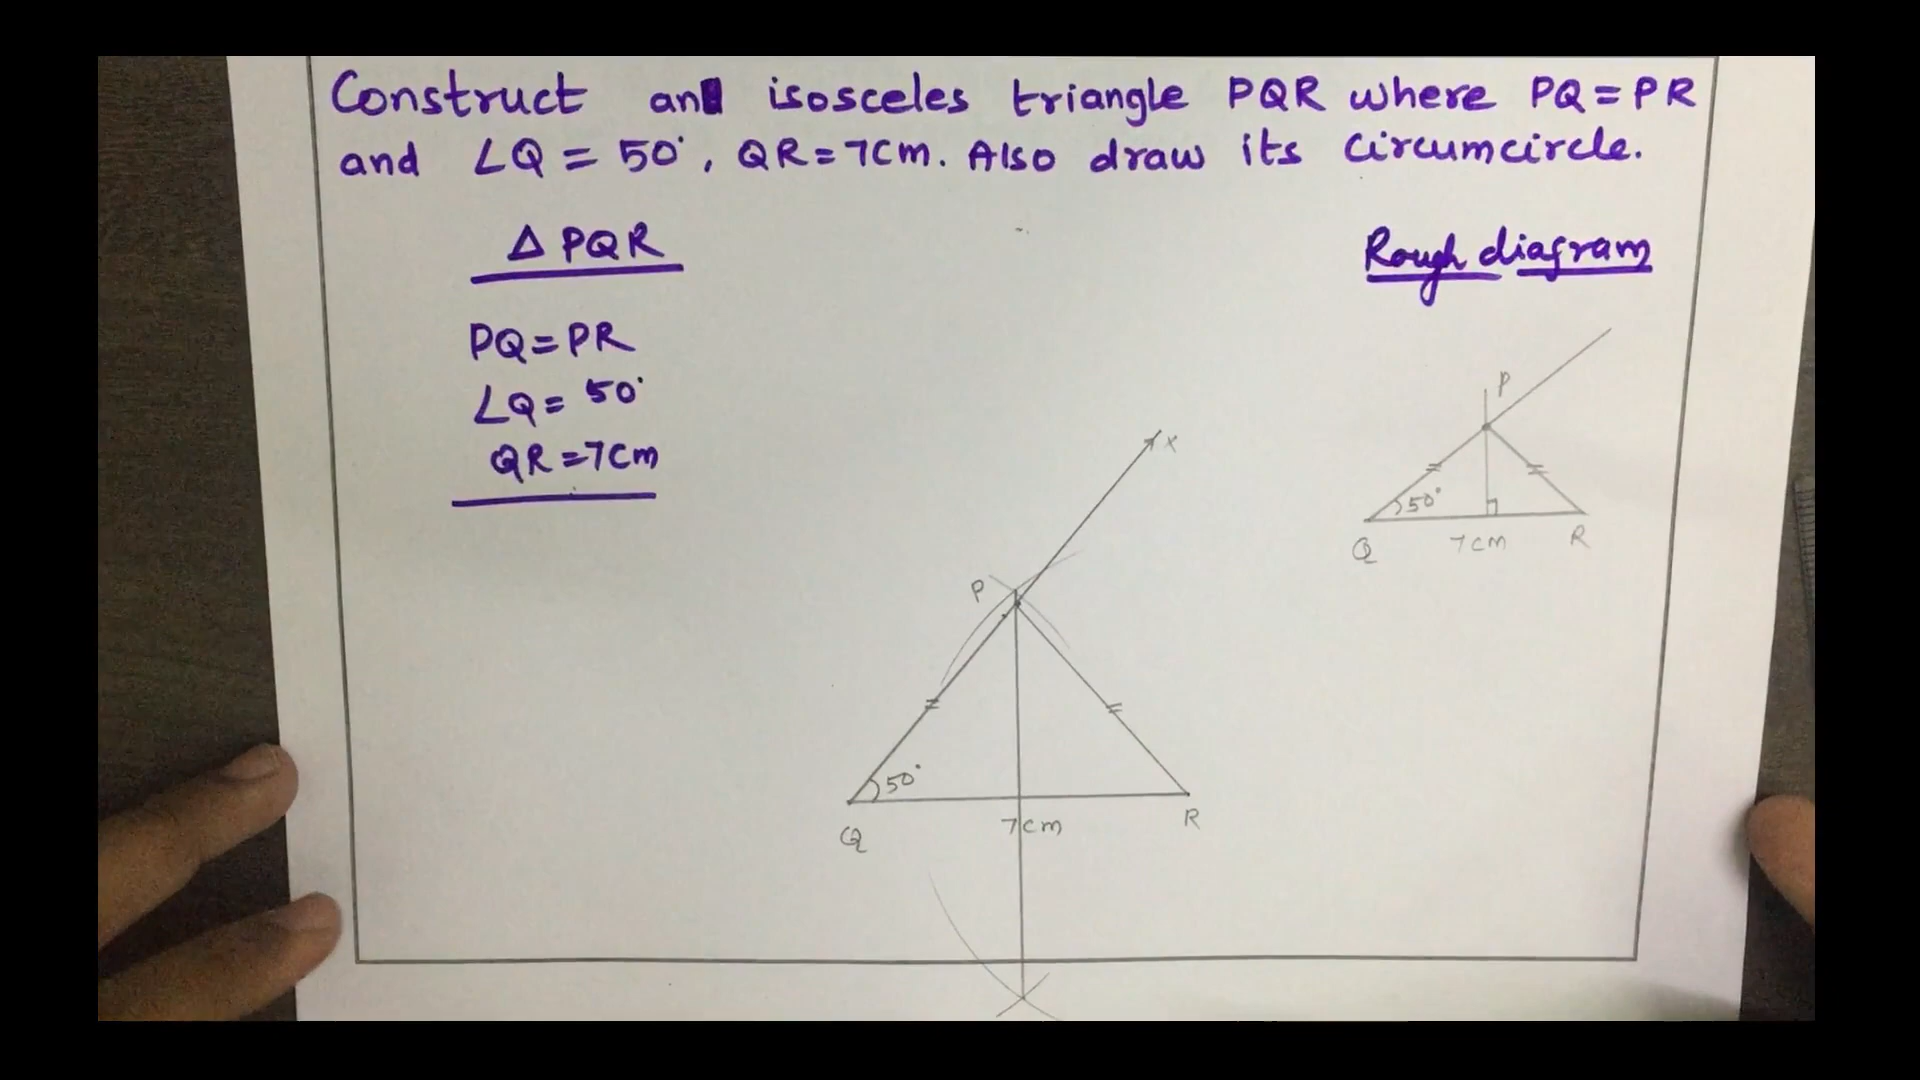 Construct an isosceles triangle PQR where PQ = PR
and ∠Q = 50°, QR = 7cm. Also draw its circumcircle.
Δ PQR
Rough diagram
PQ = PR
∠Q = 50°
QR = 7cm
P
50°
Q
7cm
R
X
P
50°
Q
7cm
R